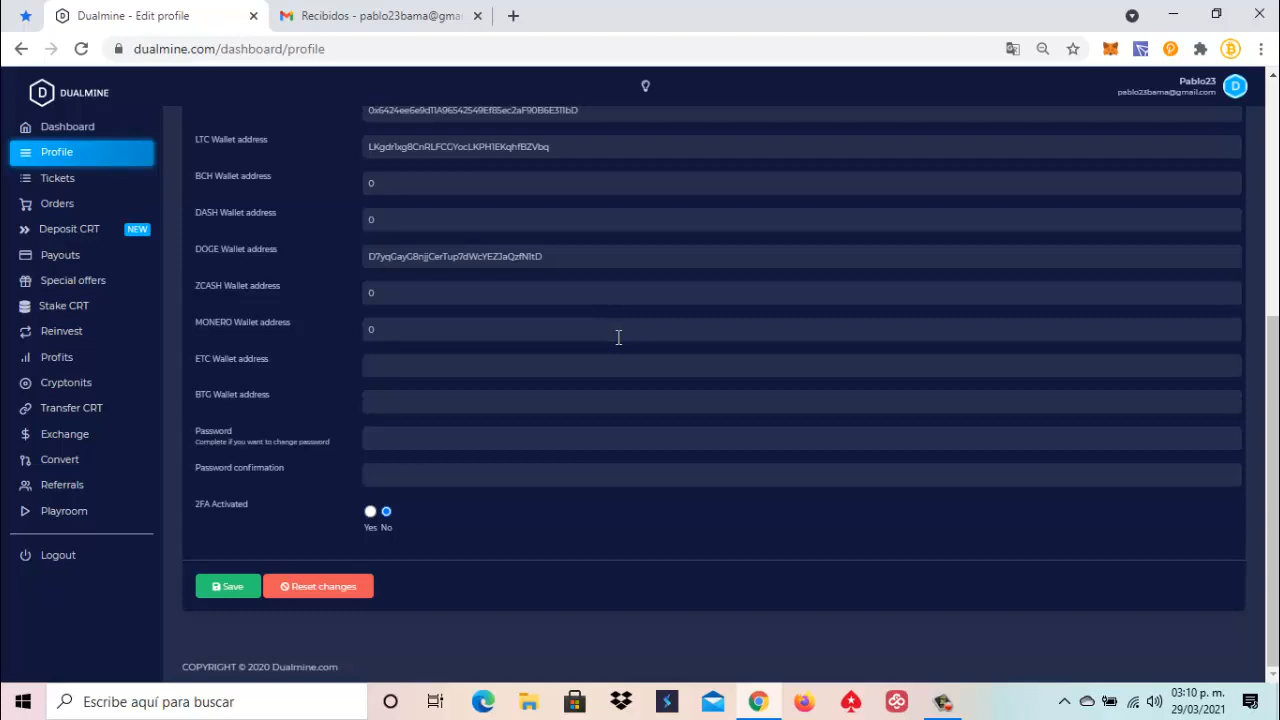 Dualmine - Edit profile
Recibidos - pablo23bama@gma
dualmine.com/dashboard/profile
D DUALMINE
Pablo23
pablo23bama@gmail.com
D
Dashboard
Profile
Tickets
Orders
Deposit CRT NEW
Payouts
Special offers
Stake CRT
Reinvest
Profits
Cryptonits
Transfer CRT
Exchange
Convert
Referrals
Playroom
Logout
LTC Wallet address
BCH Wallet address 0
DASH Wallet address 0
DOGE Wallet address
ZCASH Wallet address 0
MONERO Wallet address 0
ETC Wallet address
BTG Wallet address
Password
Complete if you want to change password
Password confirmation
2FA Activated
Yes No
Save Reset changes
COPYRIGHT © 2020 Dualmine.com
Escribe aquí para buscar
03:10 p. m.
29/03/2021